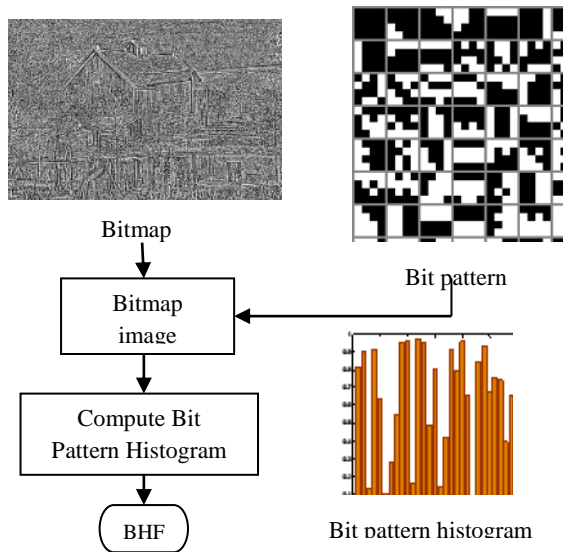 Bitmap
Bit pattern
Bitmap
image
Compute Bit
Pattern Histogram
BHF
Bit pattern histogram